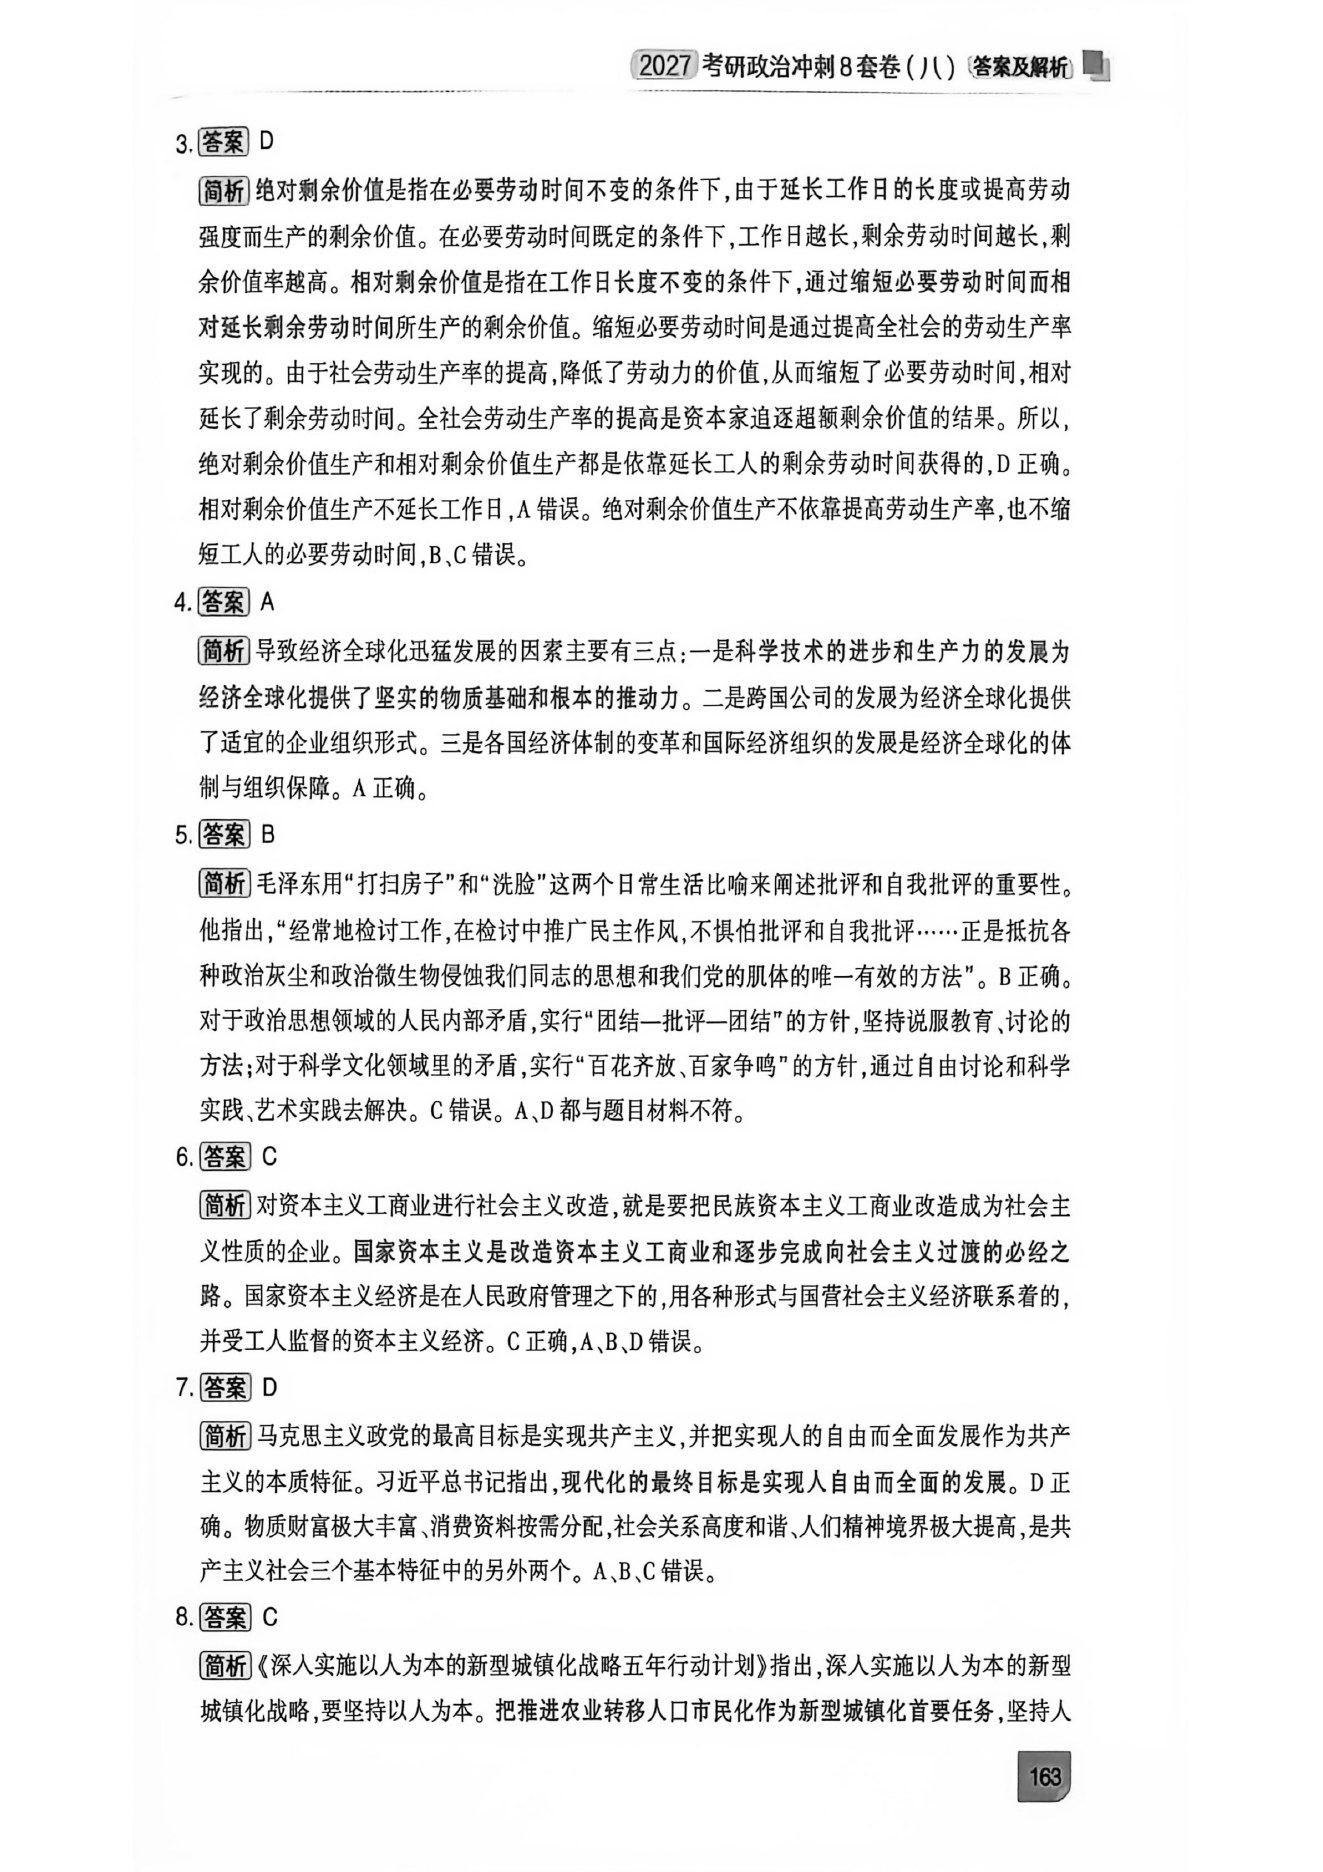 2027 考研政治冲刺8套卷(八) 答案及解析
3. 答案 D
简析 绝对剩余价值是指在必要劳动时间不变的条件下,由于延长工作日的长度或提高劳动
强度而生产的剩余价值。在必要劳动时间既定的条件下,工作日越长,剩余劳动时间越长,剩
余价值率越高。相对剩余价值是指在工作日长度不变的条件下,通过缩短必要劳动时间而相
对延长剩余劳动时间所生产的剩余价值。缩短必要劳动时间是通过提高全社会的劳动生产率
实现的。由于社会劳动生产率的提高,降低了劳动力的价值,从而缩短了必要劳动时间,相对
延长了剩余劳动时间。全社会劳动生产率的提高是资本家追逐超额剩余价值的结果。所以,
绝对剩余价值生产和相对剩余价值生产都是依靠延长工人的剩余劳动时间获得的,D 正确。
相对剩余价值生产不延长工作日,A 错误。绝对剩余价值生产不依靠提高劳动生产率,也不缩
短工人的必要劳动时间,B、C 错误。
4. 答案 A
简析 导致经济全球化迅猛发展的因素主要有三点:一是科学技术的进步和生产力的发展为
经济全球化提供了坚实的物质基础和根本的推动力。二是跨国公司的发展为经济全球化提供
了适宜的企业组织形式。三是各国经济体制的变革和国际经济组织的发展是经济全球化的体
制与组织保障。A 正确。
5. 答案 B
简析 毛泽东用“打扫房子”和“洗脸”这两个日常生活比喻来阐述批评和自我批评的重要性。
他指出,“经常地检讨工作,在检讨中推广民主作风,不惧怕批评和自我批评……正是抵抗各
种政治灰尘和政治微生物侵蚀我们同志的思想和我们党的肌体的唯一有效的方法”。B 正确。
对于政治思想领域的人民内部矛盾,实行“团结—批评—团结”的方针,坚持说服教育、讨论的
方法;对于科学文化领域里的矛盾,实行“百花齐放、百家争鸣”的方针,通过自由讨论和科学
实践、艺术实践去解决。C 错误。A、D 都与题目材料不符。
6. 答案 C
简析 对资本主义工商业进行社会主义改造,就是要把民族资本主义工商业改造成为社会主
义性质的企业。国家资本主义是改造资本主义工商业和逐步完成向社会主义过渡的必经之
路。国家资本主义经济是在人民政府管理之下的,用各种形式与国营社会主义经济联系着的,
并受工人监督的资本主义经济。C 正确,A、B、D 错误。
7. 答案 D
简析 马克思主义政党的最高目标是实现共产主义,并把实现人的自由而全面发展作为共产
主义的本质特征。习近平总书记指出,现代化的最终目标是实现人自由而全面的发展。D 正
确。物质财富极大丰富、消费资料按需分配,社会关系高度和谐、人们精神境界极大提高,是共
产主义社会三个基本特征中的另外两个。A、B、C 错误。
8. 答案 C
简析 《深入实施以人为本的新型城镇化战略五年行动计划》指出,深入实施以人为本的新型
城镇化战略,要坚持以人为本。把推进农业转移人口市民化作为新型城镇化首要任务,坚持人
163